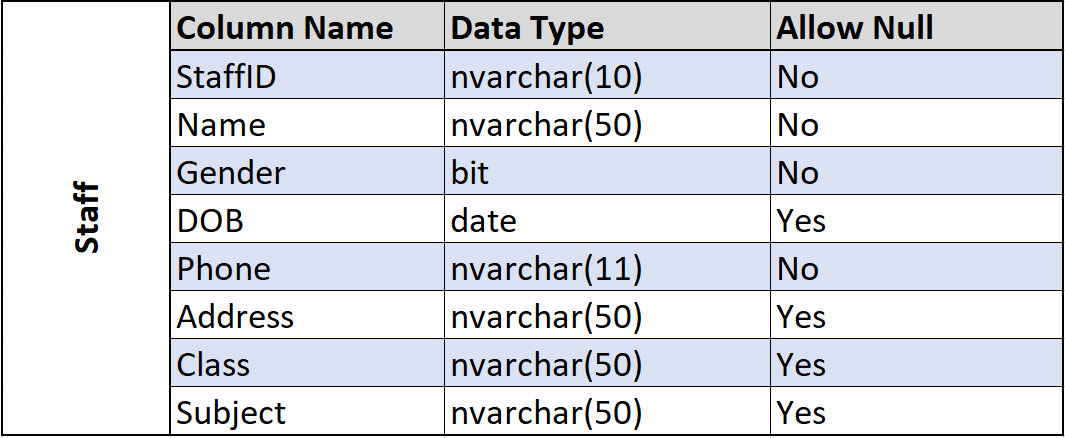 Column Name Data Type Allow Null
StaffID nvarchar(10) No
Name nvarchar(50) No
Gender bit No
DOB date Yes
Phone nvarchar(11) No
Address nvarchar(50) Yes
Class nvarchar(50) Yes
Subject nvarchar(50) Yes
Staff